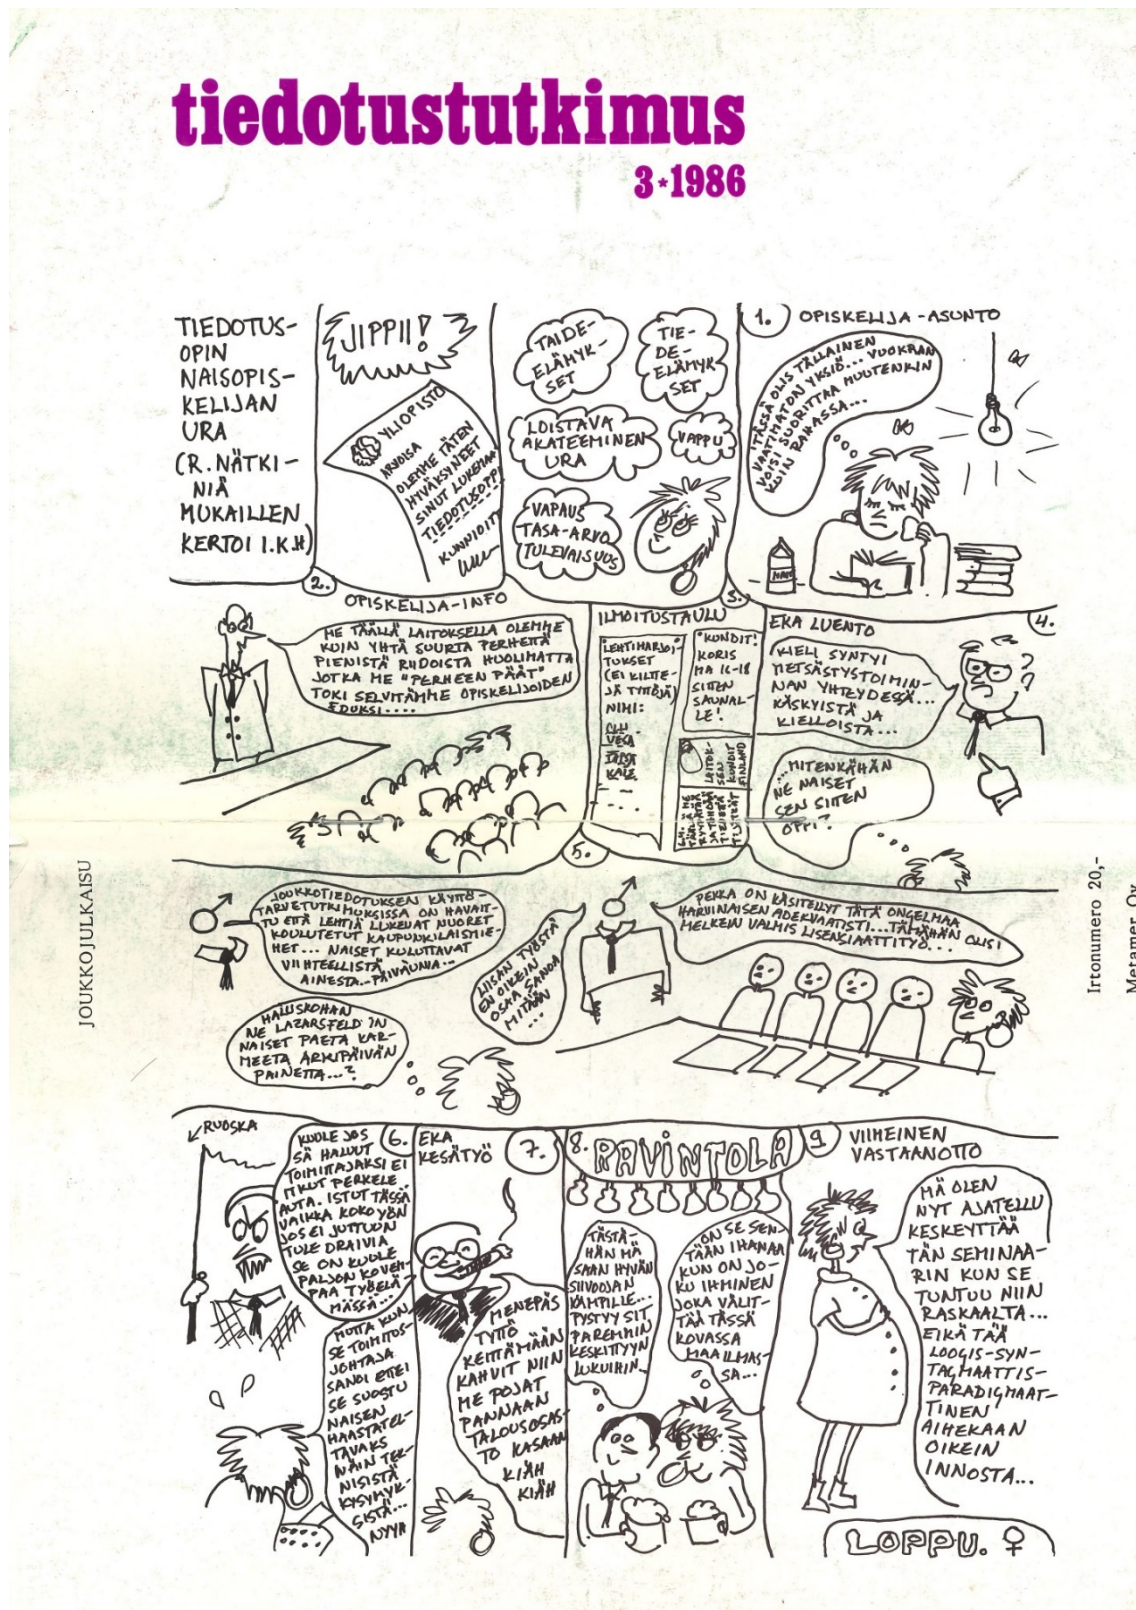 tiedotustutkimus
3*1986
TIEDOTUS-
OPIN
NAISOPIS-
KELIJAN
URA
(R. NÄTKI-
NIÄ
MUKAILLEN
KERTOI I.K.H)
JIPPII!
YLIOPISTO
ARVOISA
OLEMME TÄTEN
HYVÄKSYNEET
SINUT LUKEMAA
TIEDOTUSOPPI
KUNNIOIT
TAIDE-
ELÄMYK-
SET
TIE-
DE-
ELÄMYK
SET
LOISTAVA
AKATEEMINEN
URA
VAPPU
VAPAUS
TASA-ARVO
TULEVAISUUS
1. OPISKELIJA-ASUNTO
TÄSSÄ OLIS TÄLLAINEN
VAATIMATON YKSIÖ... VUOKRAN
VOISI SUORITTAA MUUTENKIN
KUIN RAHASSA...
2.
OPISKELIJA-INFO
ME TÄÄLLÄ LAITOKSELLA OLEMME
KUIN YHTÄ SUURTA PERHETTÄ
PIENISTÄ RIIDOISTA HUOLIMATTA
JOTKA ME "PERHEEN PÄÄT"
TOKI SELVITÄMME OPISKELIJOIDEN
EDUKSI....
3.
ILMOITUSTAULU
LEHTIHARJOI-
TUKSET
(EI KILTTE-
JÄ TYTTÖJÄ)
NIMI:
OLLI
VESA
KALE
KUNDIT!
KORIS
MA 16-18
SITTEN
SAUNAL-
LE!
LAITOK-
SEN
KUNDIT
FINLAND
4.
EKA LUENTO
KIELI SYNTYI
METSÄSTYSTOIMIN-
NAN YHTEYDESSÄ...
KÄSKYISTÄ JA
KIELLOISTA...
...MITENKÄHÄN
NE NAISET
SEN SITTEN
OPPI?
5.
JOUKKOTIEDOTUKSEN KÄYTTÖ-
TARVETUTKIMUKSISSA ON HAVAIT-
TU ETTÄ LEHTIÄ LUKEVAT NUORET
KOULUTETUT KAUPUNKILAISMIE-
HET... NAISET KULUTTAVAT
VIIHTEELLISTÄ
AINESTA...PÄIVÄUNIA...
HALUSKOHAN
NE LAZARSFELD'IN
NAISET PAETA KAR-
MEETA ARKIPÄIVÄN
PAINETTA...?
LIISAN TYÖSTÄ
EN OIKEIN
OSAA SANOA
MITÄÄN
...
PEKKA ON KÄSITELLYT TÄTÄ ONGELMAA
HARVINAISEN ADEKVAATISTI...TÄMÄHÄN OLISI
MELKEIN VALMIS LISENSIAATTITYÖ...
6.
RUOSKA
KUULE JOS
SÄ HALUUT
TOIMITTAJAKSI EI
ITKUT PERKELE
AUTA. ISTUT TÄSSÄ
VAIKKA KOKO YÖN
JOS EI JUTTUUN
TULE DRAIVIA
SE ON KUULE
PALJON KOVEM-
PAA TYÖELÄ-
MÄSSÄ...
MUTTA KUN
SE TOIMITUS-
JOHTAJA
SANOI ETTEI
SE SUOSTU
NAISEN
HAASTATEL-
TAVAKS
NÄIN TEK-
NISISTÄ
KYSYMYK-
SISTÄ...
NYYH
EKA
KESÄTYÖ
7.
MENEPÄS
TYTTÖ
KEITTÄMÄÄN
KAHVIT NIIN
ME POJAT
PANNAAN
TALOUSOSAS-
TO KASAAN
KIÄH
KIÄH
8. RAVINTOLA
TÄSTÄ-
HÄN MÄ
SAAN HYVÄN
SIIVOOJAN
KÄMPILLE...
PYSTYY SIT
PAREMMIN
KESKITTYYN
LUKUIHIN...
ON SE SEN-
TÄÄN IHANAA
KUN ON JO-
KU IHMINEN
JOKA VÄLIT-
TÄÄ TÄSSÄ
KOVASSA
MAAILMAS-
SA...
9 VIIMEINEN
VASTAANOTTO
MÄ OLEN
NYT AJATELLU
KESKEYTTÄÄ
TÄN SEMINAA-
RIN KUN SE
TUNTUU NIIN
RASKAALTA...
EIKÄ TÄÄ
LOOGIS-SYN-
TAGMAATTIS-
PARADIGMAAT-
TINEN
AIHEKAAN
OIKEIN
INNOSTA...
LOPPU. ♀
JOUKKOJULKAISU
Irtonumero 20,-
Metamer Oy